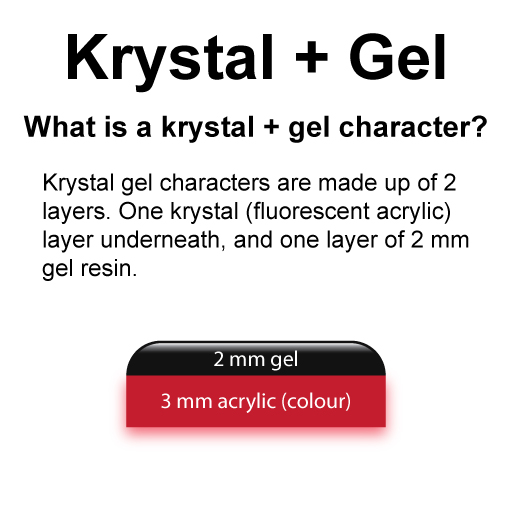 Krystal + Gel
What is a krystal + gel character?
Krystal gel characters are made up of 2
layers. One krystal (fluorescent acrylic)
layer underneath, and one layer of 2 mm
gel resin.
2 mm gel
3 mm acrylic (colour)